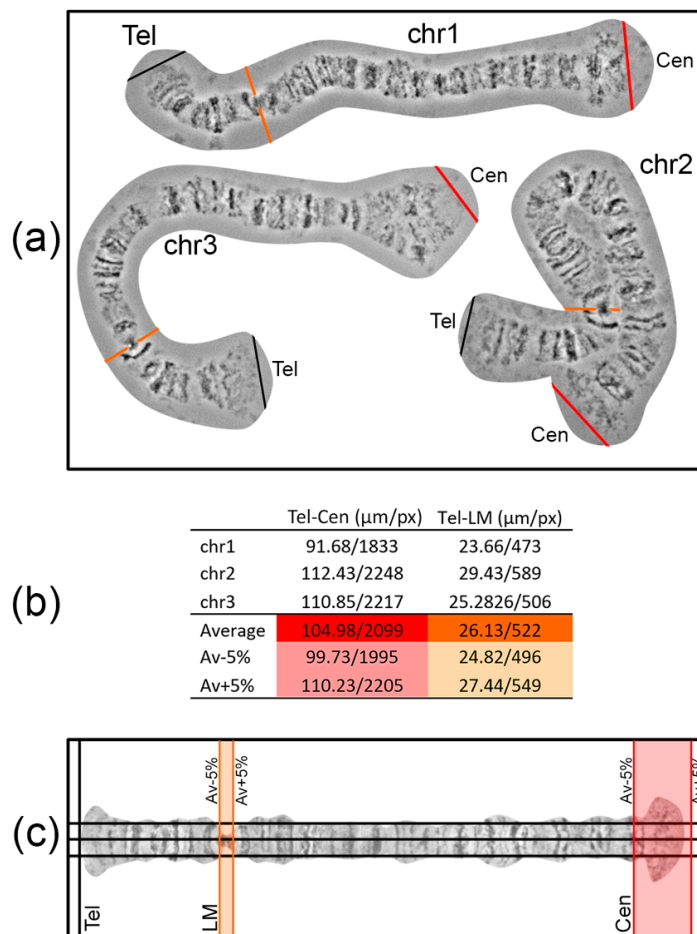 Tel chr1 Cen
(a)
chr3 Cen chr2
Tel
Tel
Cen
(b)
Tel-Cen (μm/px) Tel-LM (μm/px)
chr1 91.68/1833 23.66/473
chr2 112.43/2248 29.43/589
chr3 110.85/2217 25.2826/506
Average 104.98/2099 26.13/522
Av-5% 99.73/1995 24.82/496
Av+5% 110.23/2205 27.44/549
(c)
Av-5% Av+5% Av-5% Av+5%
Tel LM Cen